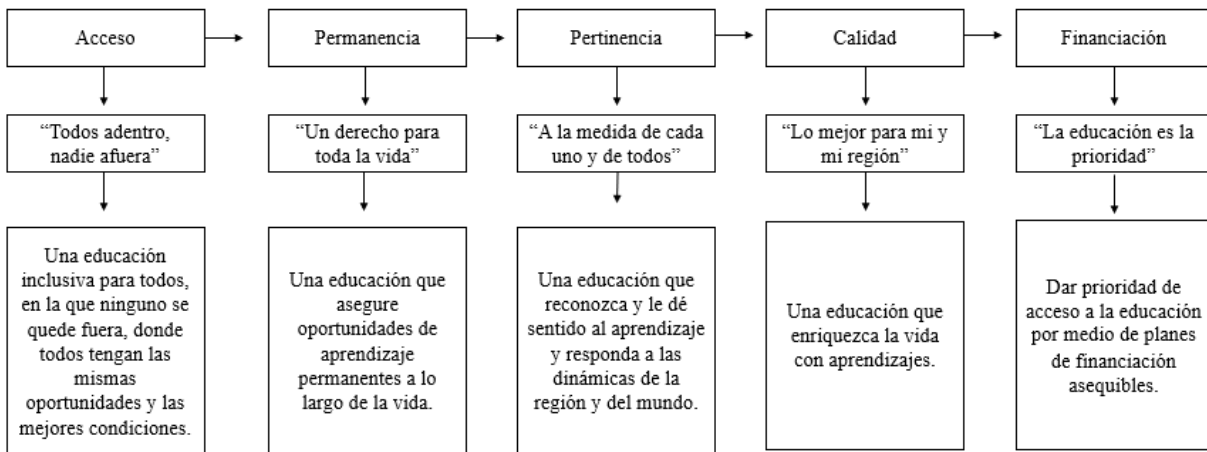 Acceso
Permanencia
Pertinencia
Calidad
Financiación
“Todos adentro,
nadie afuera”
“Un derecho para
toda la vida”
“A la medida de cada
uno y de todos”
“Lo mejor para mi y
mi región”
“La educación es la
prioridad”
Una educación
inclusiva para todos,
en la que ninguno se
quede fuera, donde
todos tengan las
mismas
oportunidades y las
mejores condiciones.
Una educación que
asegure
oportunidades de
aprendizaje
permanentes a lo
largo de la vida.
Una educación que
reconozca y le dé
sentido al aprendizaje
y responda a las
dinámicas de la
región y del mundo.
Una educación que
enriquezca la vida
con aprendizajes.
Dar prioridad de
acceso a la educación
por medio de planes
de financiación
asequibles.